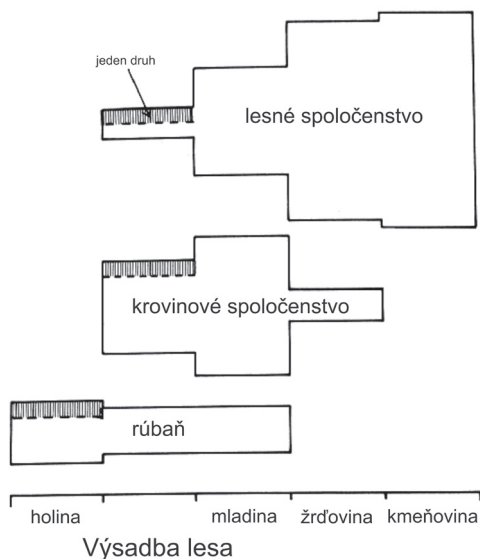 jeden druh
lesné spoločenstvo
krovinové spoločenstvo
rúbaň
holina
mladina
žrďovina
kmeňovina
Výsadba lesa